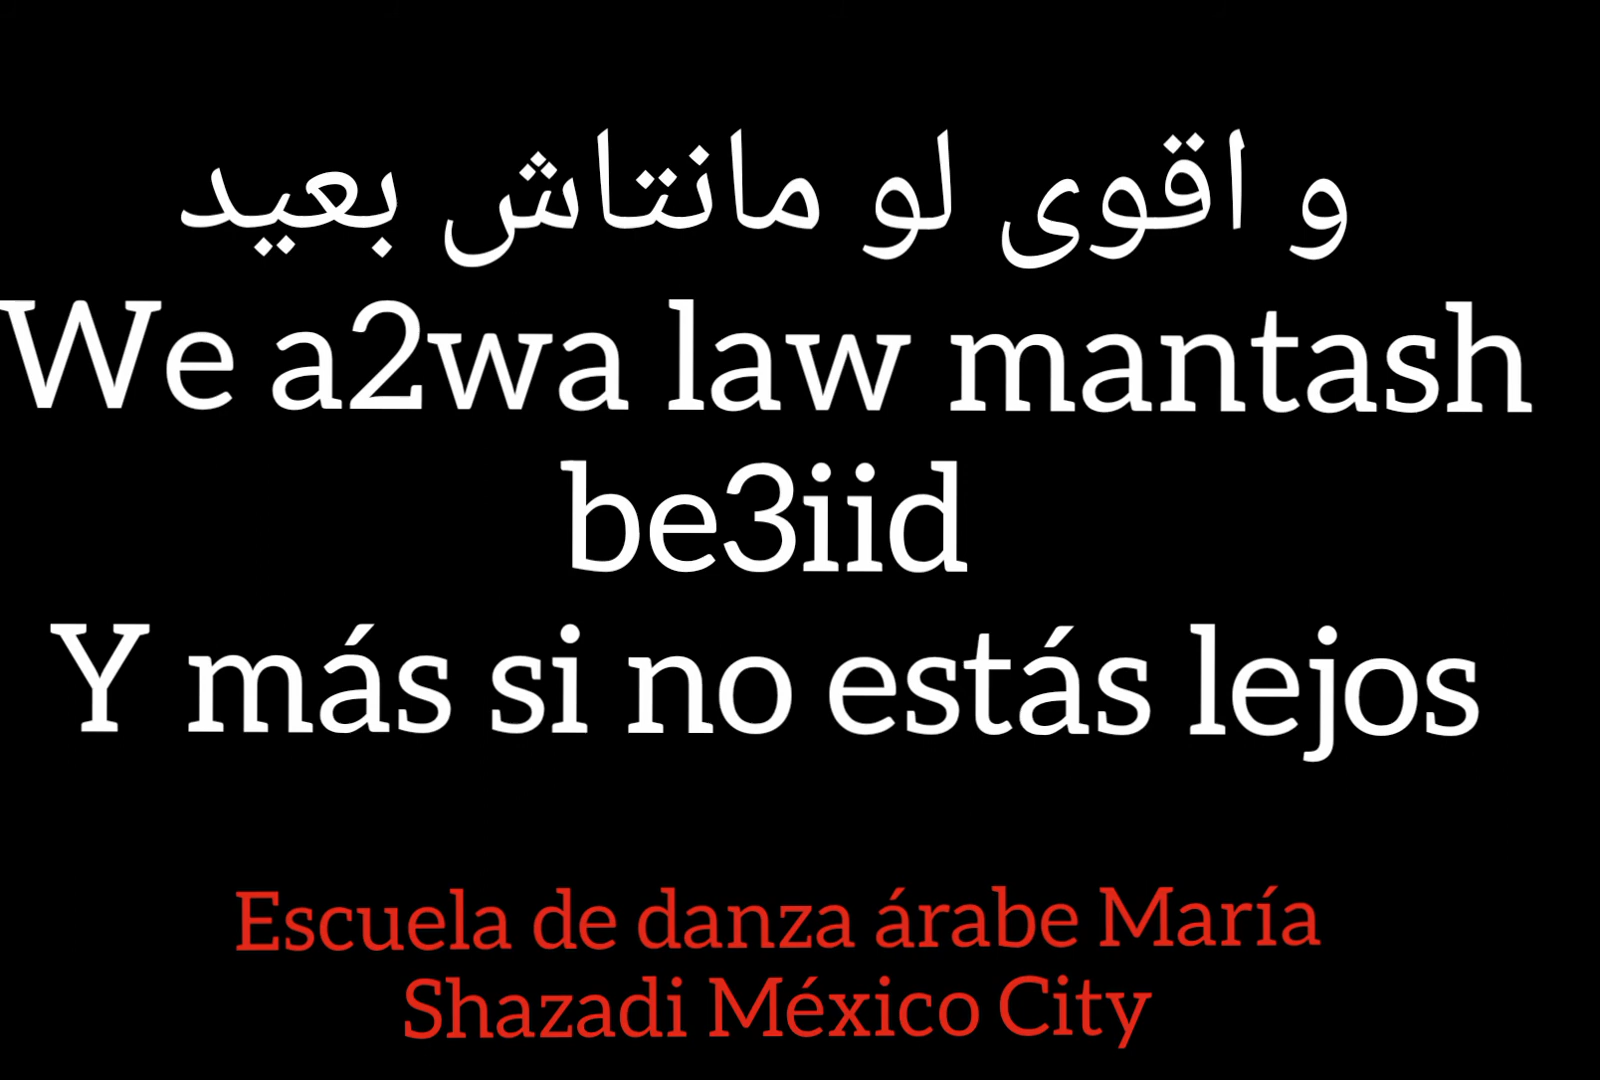 و اقوى لو مانتاش بعيد
We a2wa law mantash
be3iid
Y más si no estás lejos
Escuela de danza árabe María
Shazadi México City